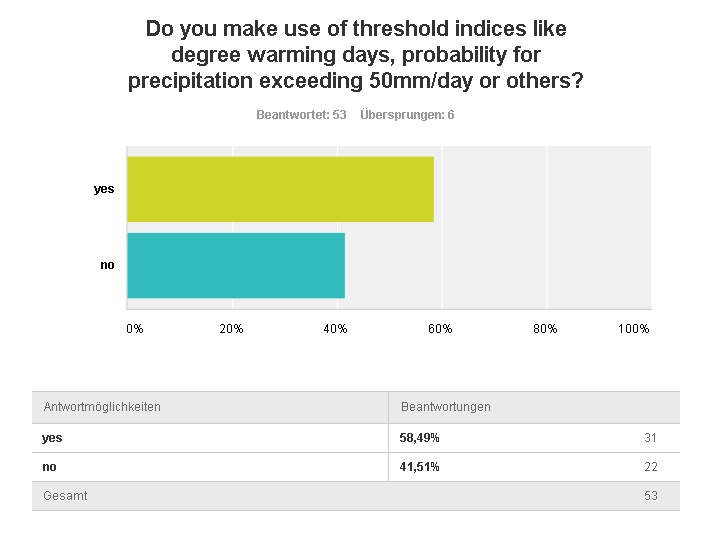 Do you make use of threshold indices like
degree warming days, probability for
precipitation exceeding 50mm/day or others?
Beantwortet: 53 Übersprungen: 6
yes
no
0% 20% 40% 60% 80% 100%
Antwortmöglichkeiten Beantwortungen
yes 58,49% 31
no 41,51% 22
Gesamt 53